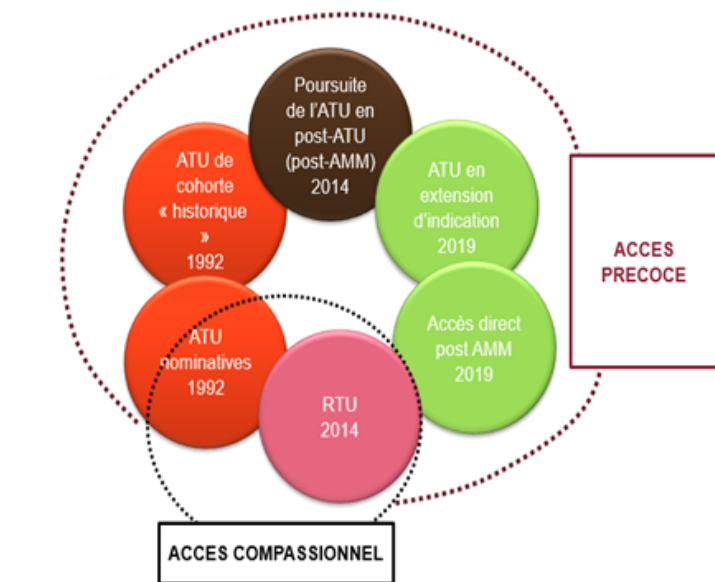 Poursuite
de l'ATU en
post-ATU
(post-AMM)
2014
ATU de
cohorte
« historique
»
1992
ATU en
extension
d'indication
2019
ACCES
PRECOCE
ATU
nominatives
1992
Accès direct
post AMM
2019
RTU
2014
ACCES COMPASSIONNEL